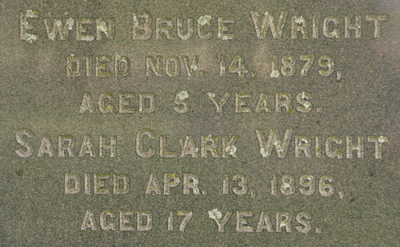 Ewen Bruce Wright
died Nov. 14, 1879,
aged 5 years.
Sarah Clark Wright
died Apr. 13, 1896,
aged 17 years.